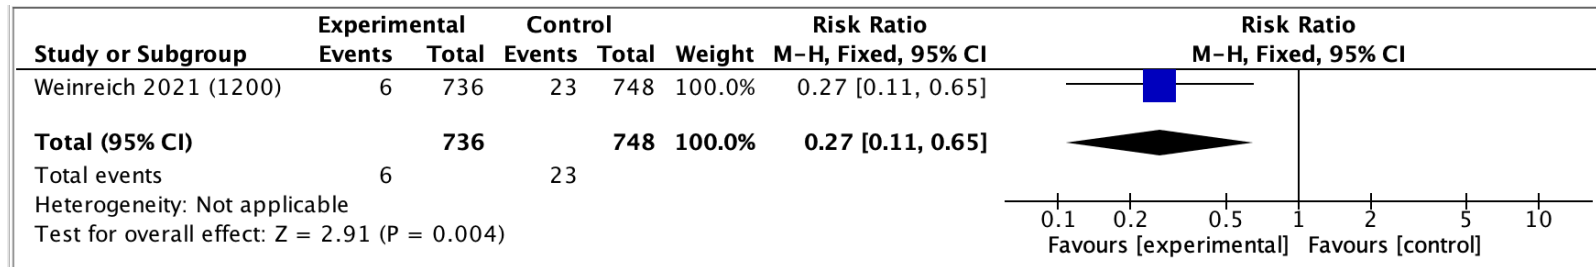 Experimental Control Risk Ratio Risk Ratio
Study or Subgroup Events Total Events Total Weight M-H, Fixed, 95% CI M-H, Fixed, 95% CI
Weinreich 2021 (1200) 6 736 23 748 100.0% 0.27 [0.11, 0.65]
Total (95% CI) 736 748 100.0% 0.27 [0.11, 0.65]
Total events 6 23
Heterogeneity: Not applicable
Test for overall effect: Z = 2.91 (P = 0.004)
0.1 0.2 0.5 1 2 5 10
Favours [experimental] Favours [control]